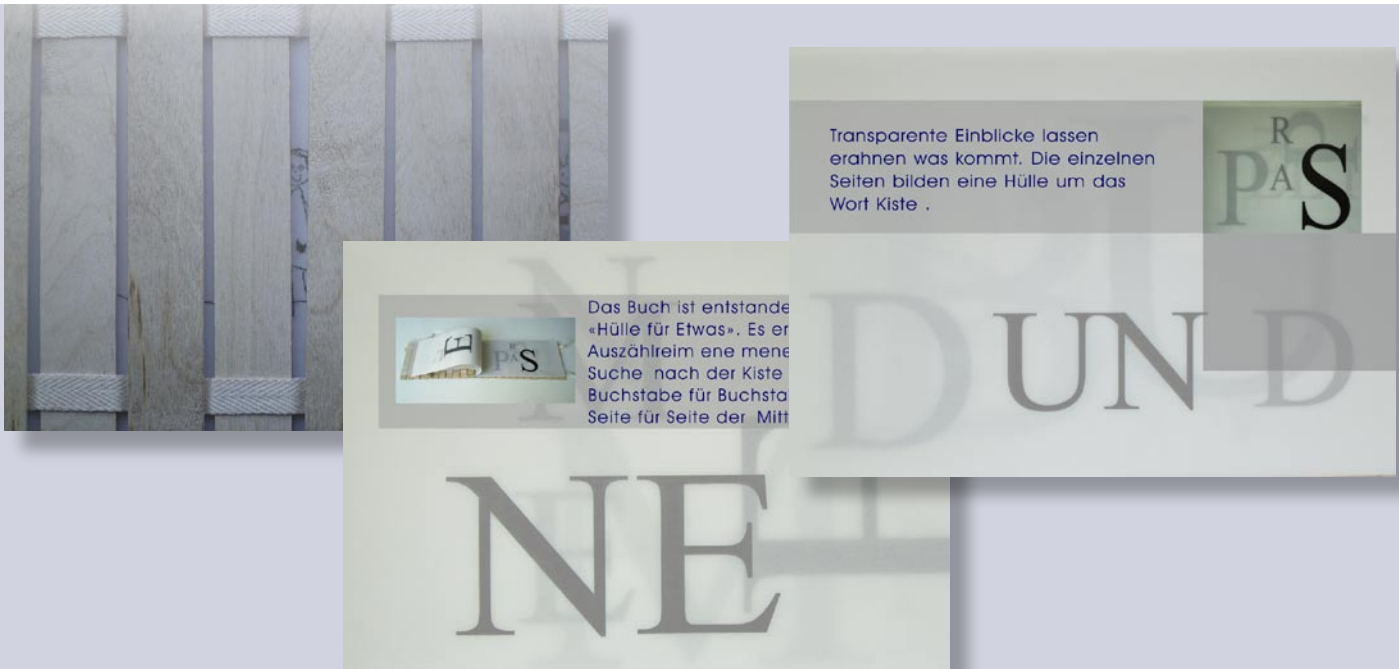 Das Buch ist entstande
«Hülle für Etwas». Es er
Auszählreim ene mene
Suche nach der Kiste
Buchstabe für Buchsta
Seite für Seite der Mitt
E
R
P A S
NE
Transparente Einblicke lassen
erahnen was kommt. Die einzelnen
Seiten bilden eine Hülle um das
Wort Kiste .
R
P A S
UN D